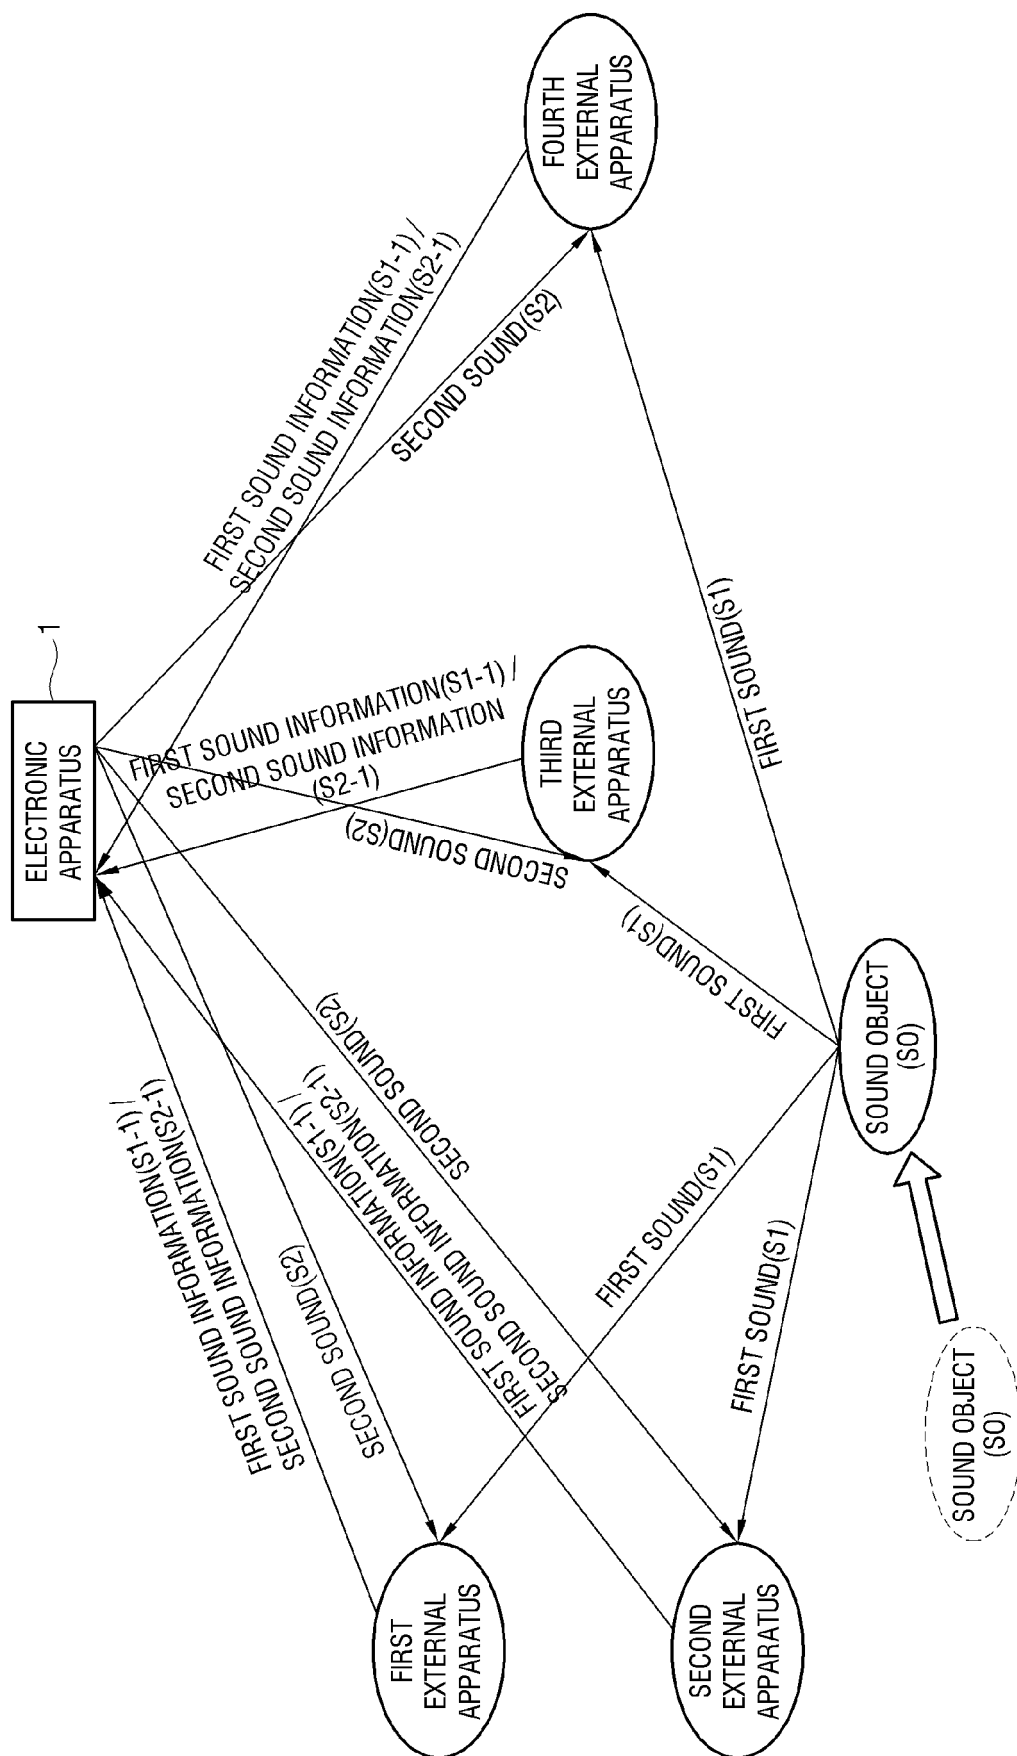 1
ELECTRONIC
APPARATUS
FIRST SOUND INFORMATION(S1-1) /
SECOND SOUND INFORMATION(S2-1)
SECOND SOUND(S2)
FIRST SOUND INFORMATION(S1-1) /
SECOND SOUND INFORMATION(S2-1)
SECOND SOUND(S2)
FIRST SOUND INFORMATION(S1-1) /
SECOND SOUND INFORMATION
(S2-1)
SECOND SOUND(S2)
FIRST SOUND INFORMATION(S1-1) /
SECOND SOUND INFORMATION(S2-1)
SECOND SOUND(S2)
FIRST
EXTERNAL
APPARATUS
SECOND
EXTERNAL
APPARATUS
THIRD
EXTERNAL
APPARATUS
FOURTH
EXTERNAL
APPARATUS
FIRST SOUND(S1)
FIRST SOUND(S1)
FIRST SOUND(S1)
FIRST SOUND(S1)
SOUND OBJECT
(SO)
SOUND OBJECT
(SO)